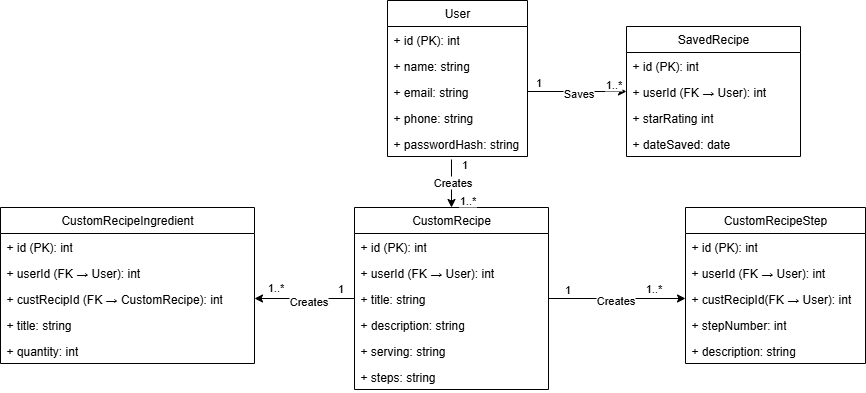 User
+ id (PK): int
+ name: string
+ email: string
+ phone: string
+ passwordHash: string
SavedRecipe
+ id (PK): int
+ userId (FK → User): int
+ starRating int
+ dateSaved: date
1
Saves
1..*
1
Creates
1..*
CustomRecipeIngredient
+ id (PK): int
+ userId (FK → User): int
+ custRecipId (FK → CustomRecipe): int
+ title: string
+ quantity: int
1..*
Creates
1
CustomRecipe
+ id (PK): int
+ userId (FK → User): int
+ title: string
+ description: string
+ serving: string
+ steps: string
1
Creates
1..*
CustomRecipeStep
+ id (PK): int
+ userId (FK → User): int
+ custRecipId(FK → User): int
+ stepNumber: int
+ description: string